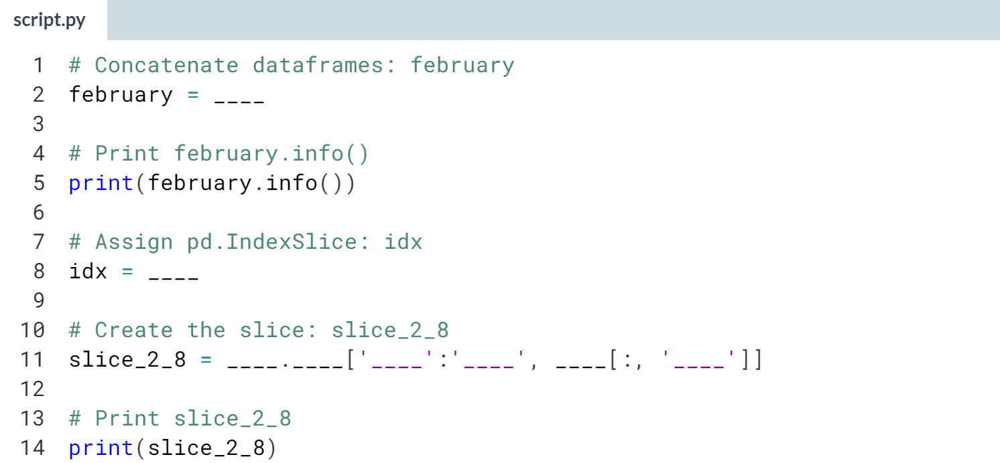 script.py
1 # Concatenate dataframes: february
2 february = ____
3
4 # Print february.info()
5 print(february.info())
6
7 # Assign pd.IndexSlice: idx
8 idx = ____
9
10 # Create the slice: slice_2_8
11 slice_2_8 = ____.____['____':'____', ____[:, '____']]
12
13 # Print slice_2_8
14 print(slice_2_8)